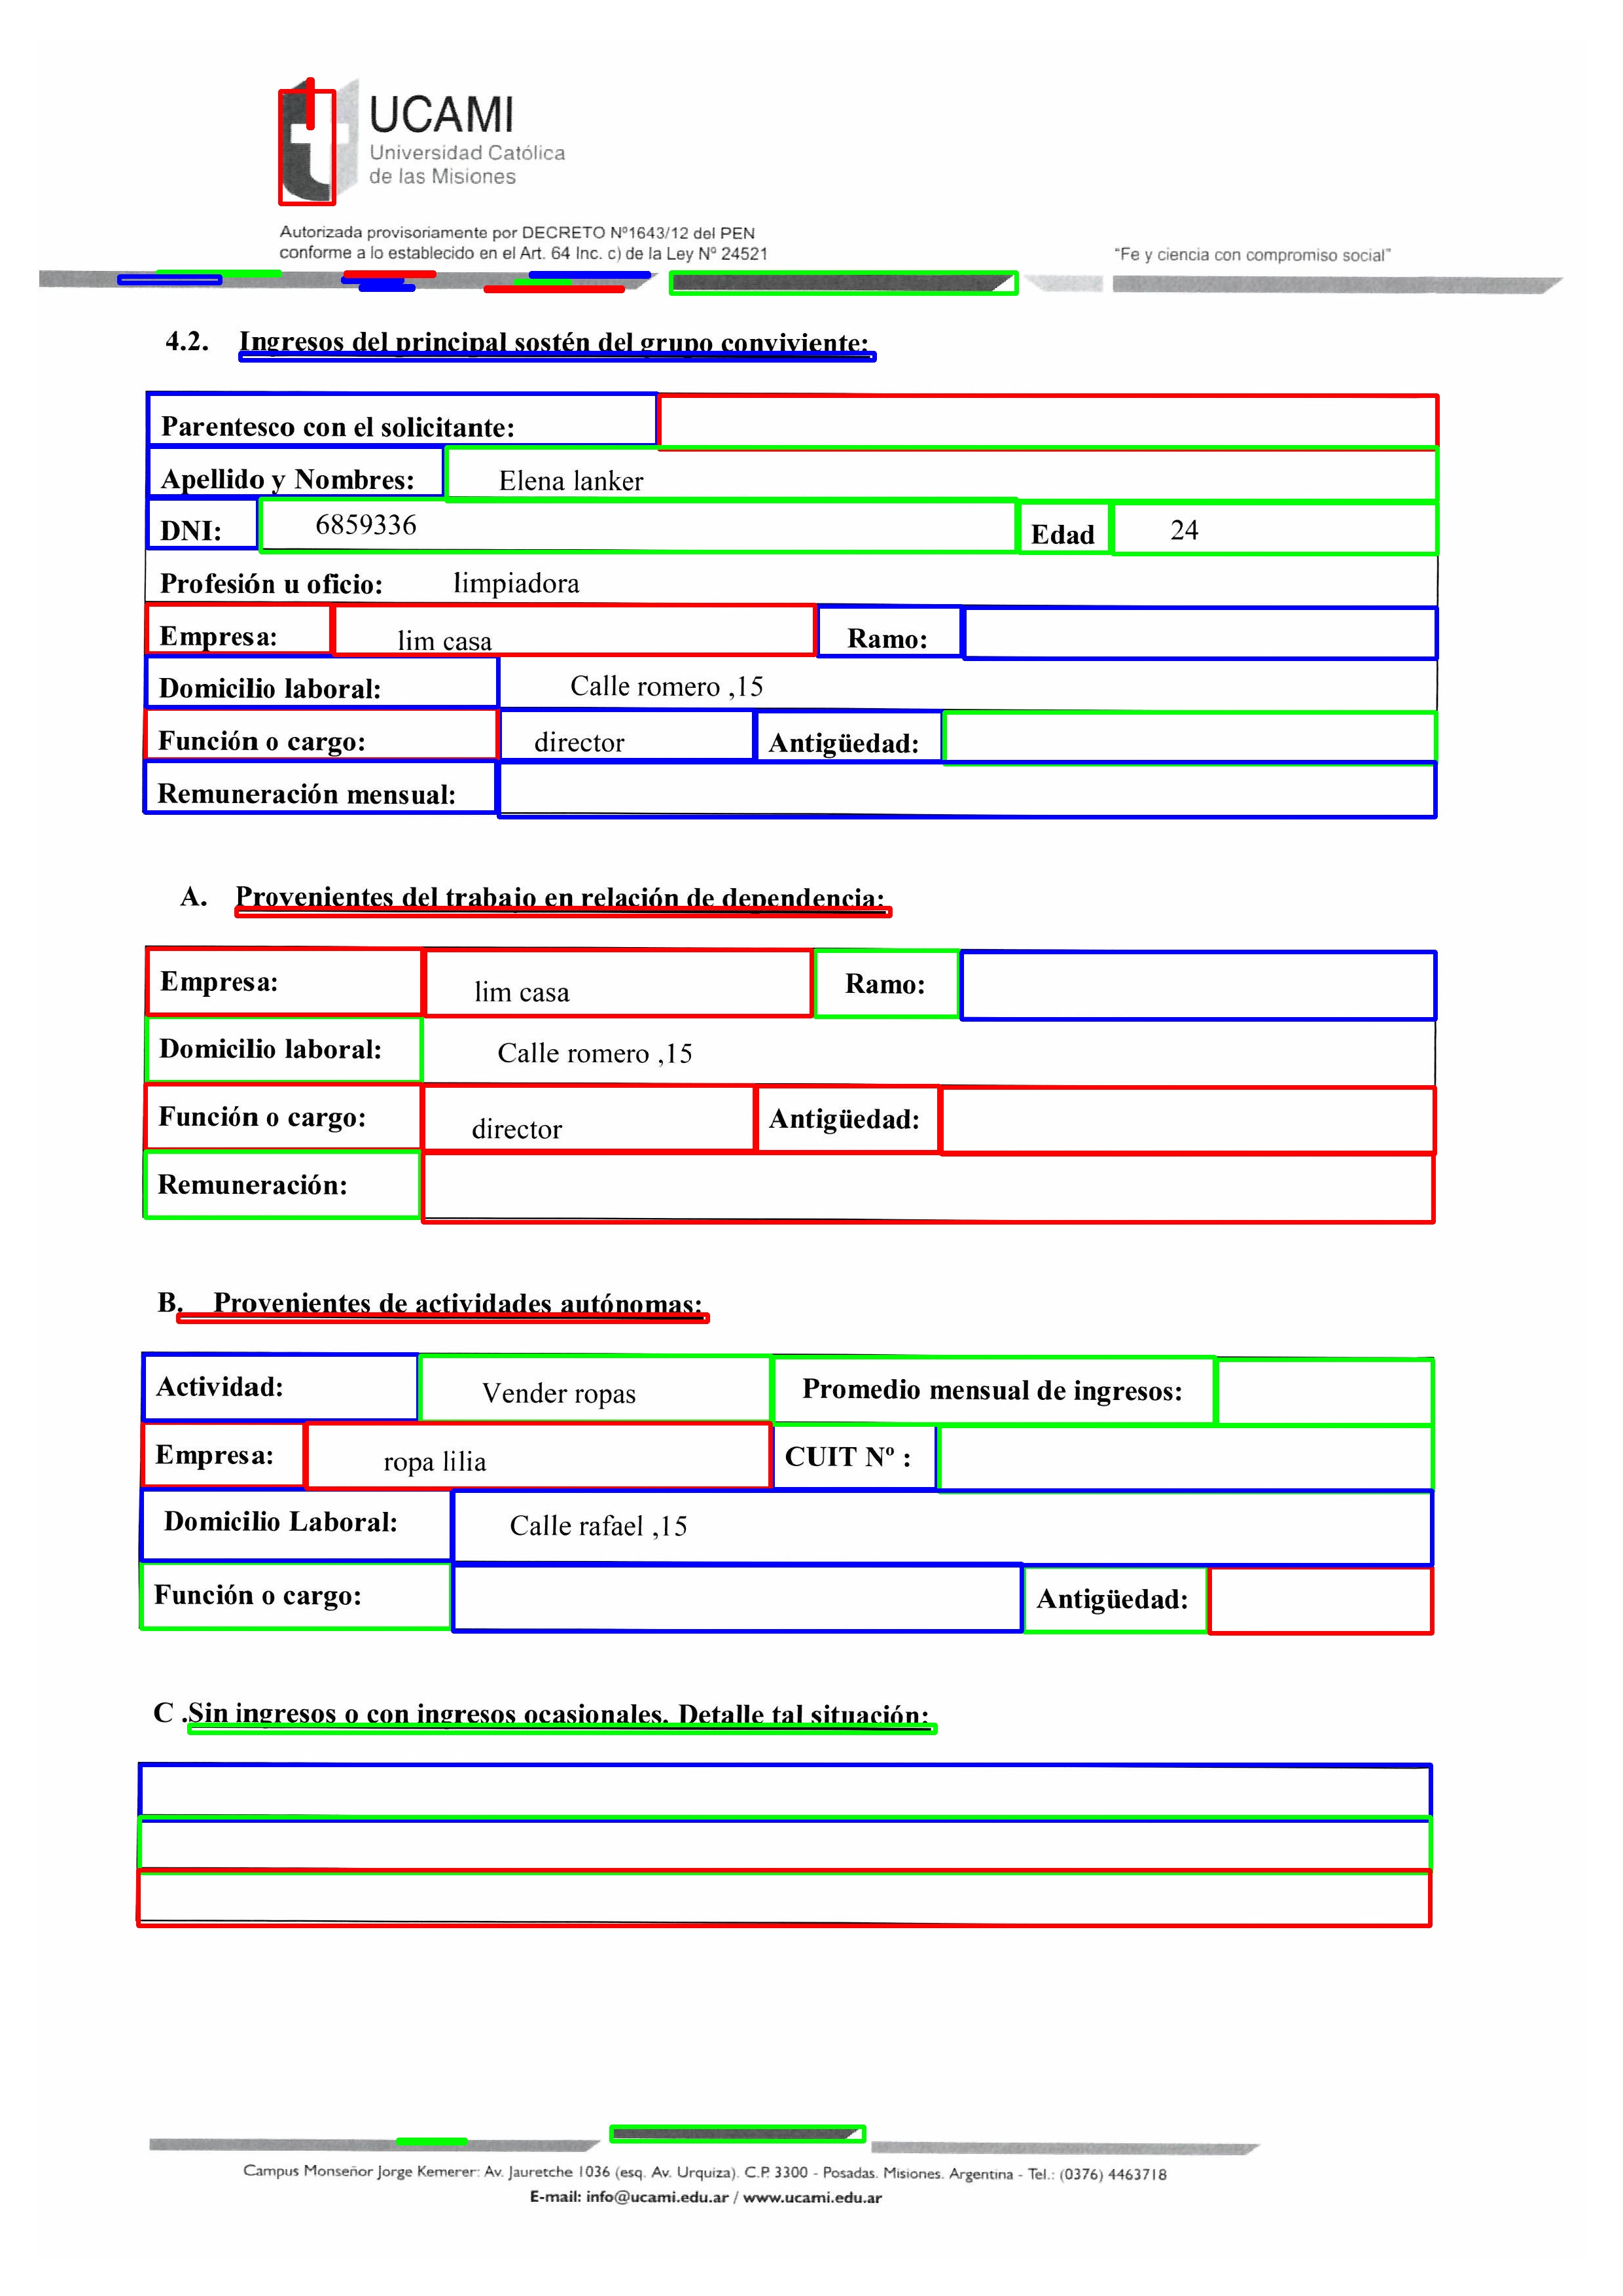 UCAMI
Universidad Católica
de las Misiones
Autorizada provisoriamente por DECRETO Nº1643/12 del PEN
conforme a lo establecido en el Art. 64 Inc. c) de la Ley Nº 24521
“Fe y ciencia con compromiso social”
4.2. Ingresos del principal sostén del grupo conviviente:
Parentesco con el solicitante:
Apellido y Nombres: Elena lanker
DNI: 6859336 Edad 24
Profesión u oficio: limpiadora
Empresa: lim casa Ramo:
Domicilio laboral: Calle romero ,15
Función o cargo: director Antigüedad:
Remuneración mensual:
A. Provenientes del trabajo en relación de dependencia:
Empresa: lim casa Ramo:
Domicilio laboral: Calle romero ,15
Función o cargo: director Antigüedad:
Remuneración:
B. Provenientes de actividades autónomas:
Actividad: Vender ropas Promedio mensual de ingresos:
Empresa: ropa lilia CUIT Nº :
Domicilio Laboral: Calle rafael ,15
Función o cargo: Antigüedad:
C .Sin ingresos o con ingresos ocasionales. Detalle tal situación:
Campus Monseñor Jorge Kemerer: Av. Jauretche 1036 (esq. Av. Urquiza). C.P. 3300 - Posadas. Misiones. Argentina - Tel.: (0376) 4463718
E-mail: info@ucami.edu.ar / www.ucami.edu.ar